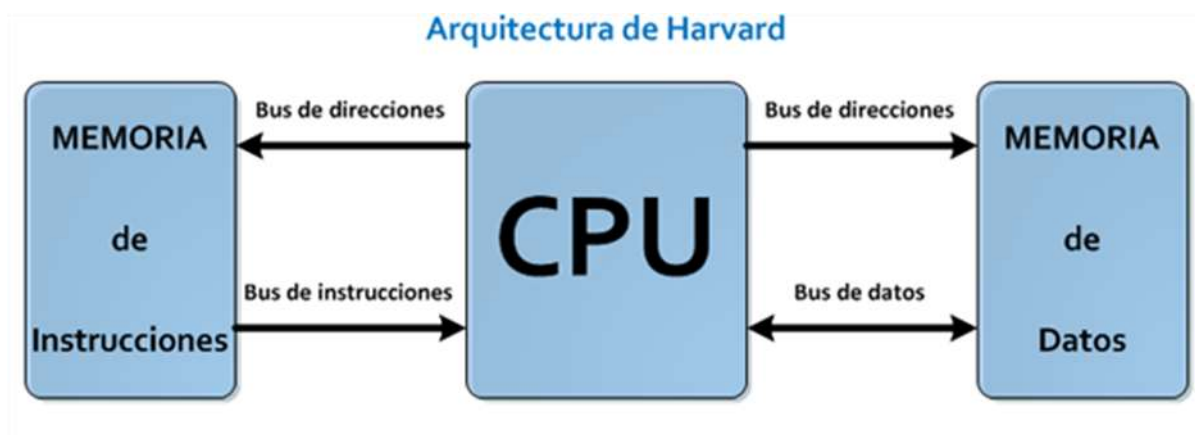 Arquitectura de Harvard
MEMORIA
de
Instrucciones
Bus de direcciones
Bus de instrucciones
CPU
Bus de direcciones
Bus de datos
MEMORIA
de
Datos